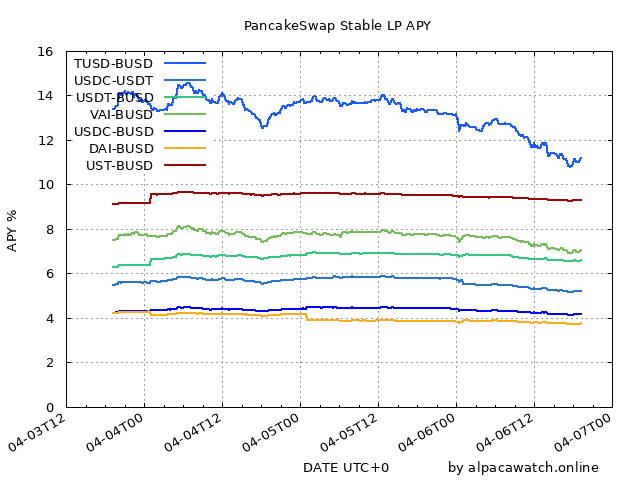 PancakeSwap Stable LP APY
APY %
16
14
12
10
8
6
4
2
0
TUSD-BUSD
USDC-USDT
USDT-BUSD
VAI-BUSD
USDC-BUSD
DAI-BUSD
UST-BUSD
04-03T12
04-04T00
04-04T12
04-05T00
04-05T12
04-06T00
04-06T12
04-07T00
DATE UTC+0
by alpacawatch.online